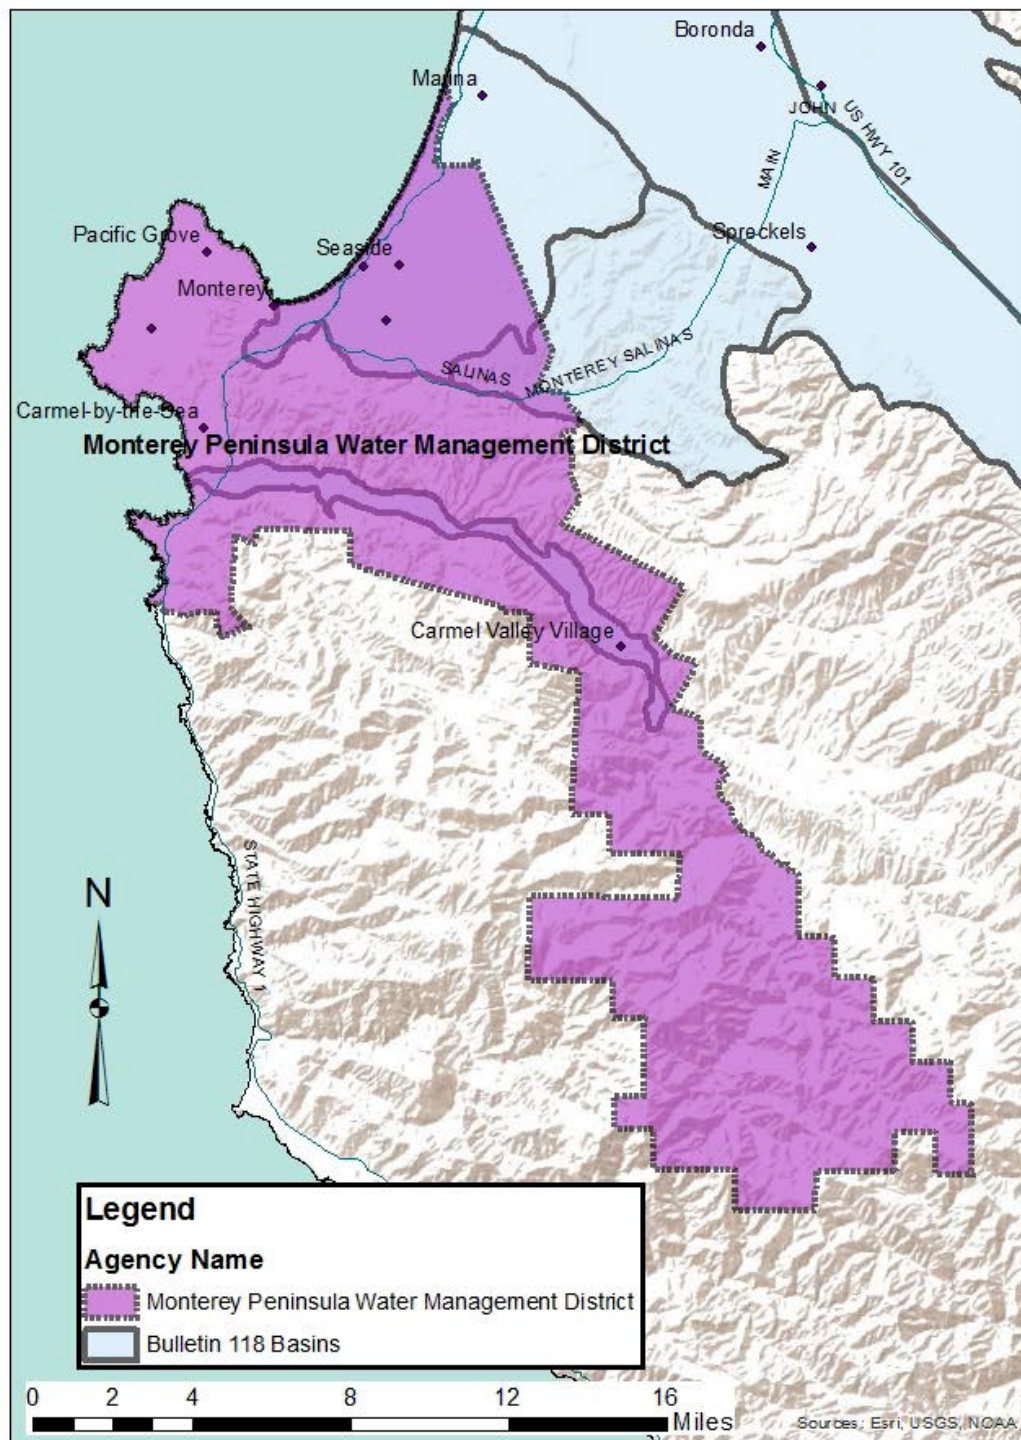 Boronda
Marina
JOHN
US HWY 101
MAIN
Spreckels
Pacific Grove
Seaside
Monterey
SALINAS
MONTEREY SALINAS
Carmel-by-the-Sea
Monterey Peninsula Water Management District
Carmel Valley Village
STATE HIGHWAY 1
N
Legend
Agency Name
Monterey Peninsula Water Management District
Bulletin 118 Basins
0 2 4 8 12 16
Miles
Sources: Esri, USGS, NOAA